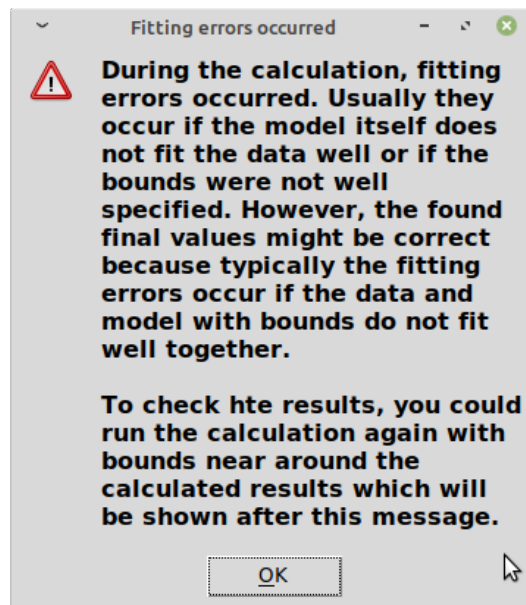 Fitting errors occurred
During the calculation, fitting
errors occurred. Usually they
occur if the model itself does
not fit the data well or if the
bounds were not well
specified. However, the found
final values might be correct
because typically the fitting
errors occur if the data and
model with bounds do not fit
well together.
To check hte results, you could
run the calculation again with
bounds near around the
calculated results which will
be shown after this message.
OK